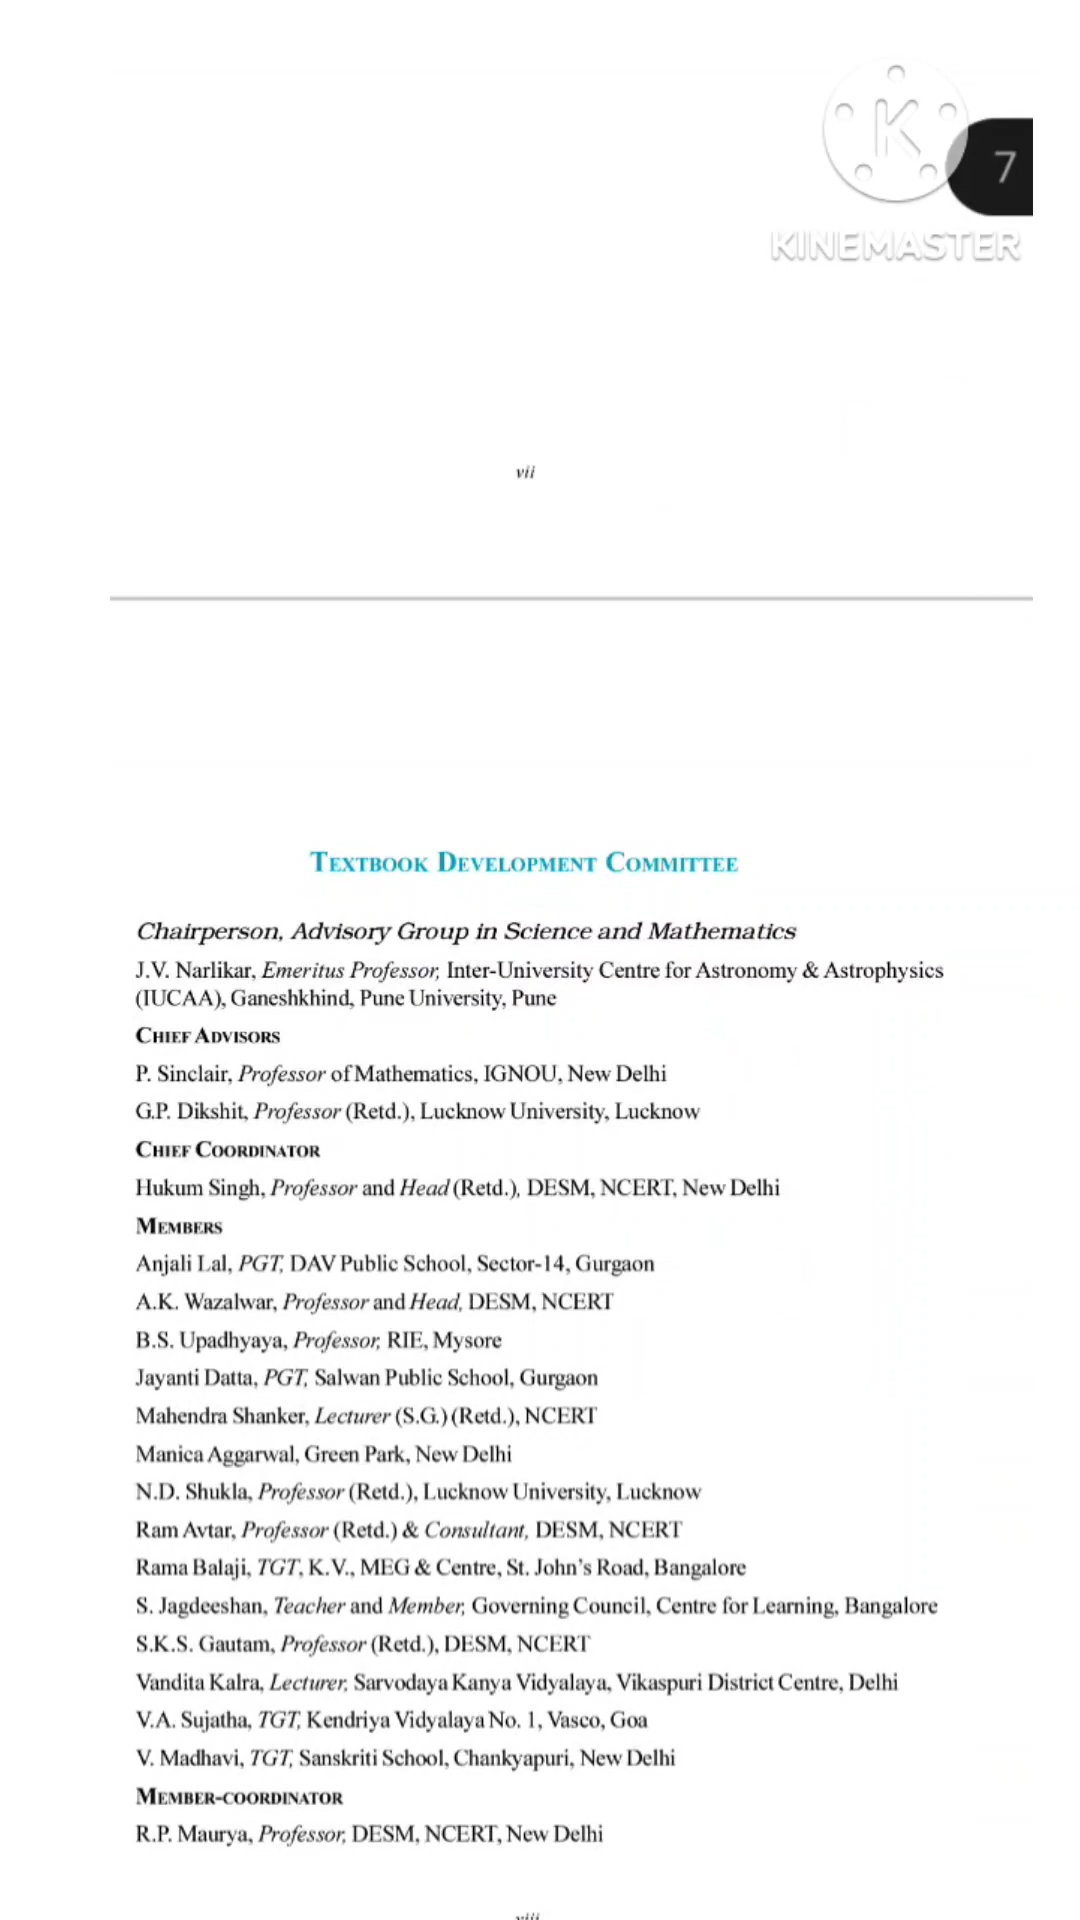 7
KINEMASTER
vii
TEXTBOOK DEVELOPMENT COMMITTEE
Chairperson, Advisory Group in Science and Mathematics
J.V. Narlikar, Emeritus Professor, Inter-University Centre for Astronomy & Astrophysics
(IUCAA), Ganeshkhind, Pune University, Pune
CHIEF ADVISORS
P. Sinclair, Professor of Mathematics, IGNOU, New Delhi
G.P. Dikshit, Professor (Retd.), Lucknow University, Lucknow
CHIEF COORDINATOR
Hukum Singh, Professor and Head (Retd.), DESM, NCERT, New Delhi
MEMBERS
Anjali Lal, PGT, DAV Public School, Sector-14, Gurgaon
A.K. Wazalwar, Professor and Head, DESM, NCERT
B.S. Upadhyaya, Professor, RIE, Mysore
Jayanti Datta, PGT, Salwan Public School, Gurgaon
Mahendra Shanker, Lecturer (S.G.) (Retd.), NCERT
Manica Aggarwal, Green Park, New Delhi
N.D. Shukla, Professor (Retd.), Lucknow University, Lucknow
Ram Avtar, Professor (Retd.) & Consultant, DESM, NCERT
Rama Balaji, TGT, K.V., MEG & Centre, St. John's Road, Bangalore
S. Jagdeeshan, Teacher and Member, Governing Council, Centre for Learning, Bangalore
S.K.S. Gautam, Professor (Retd.), DESM, NCERT
Vandita Kalra, Lecturer, Sarvodaya Kanya Vidyalaya, Vikaspuri District Centre, Delhi
V.A. Sujatha, TGT, Kendriya Vidyalaya No. 1, Vasco, Goa
V. Madhavi, TGT, Sanskriti School, Chankyapuri, New Delhi
MEMBER-COORDINATOR
R.P. Maurya, Professor, DESM, NCERT, New Delhi
viii